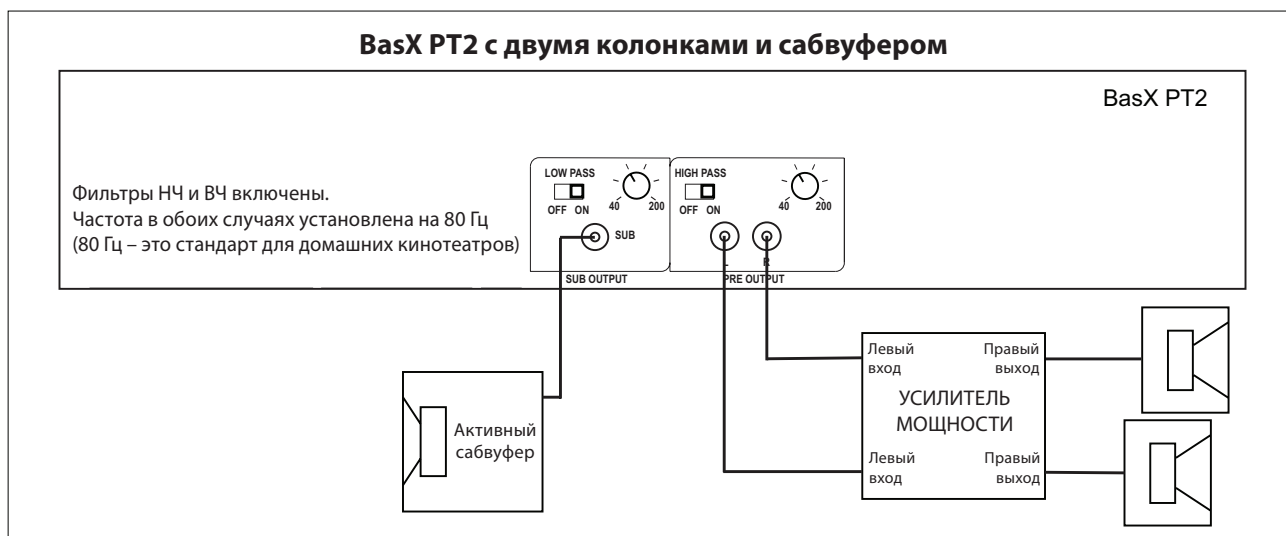 BasX PT2 с двумя колонками и сабвуфером
BasX PT2
Фильтры НЧ и ВЧ включены.
Частота в обоих случаях установлена на 80 Гц
(80 Гц – это стандарт для домашних кинотеатров)
LOW PASS
OFF ON
40 200
SUB
SUB OUTPUT
HIGH PASS
OFF ON
40 200
L R
PRE OUTPUT
Активный
сабвуфер
Левый
вход
Правый
выход
УСИЛИТЕЛЬ
МОЩНОСТИ
Левый
вход
Правый
выход